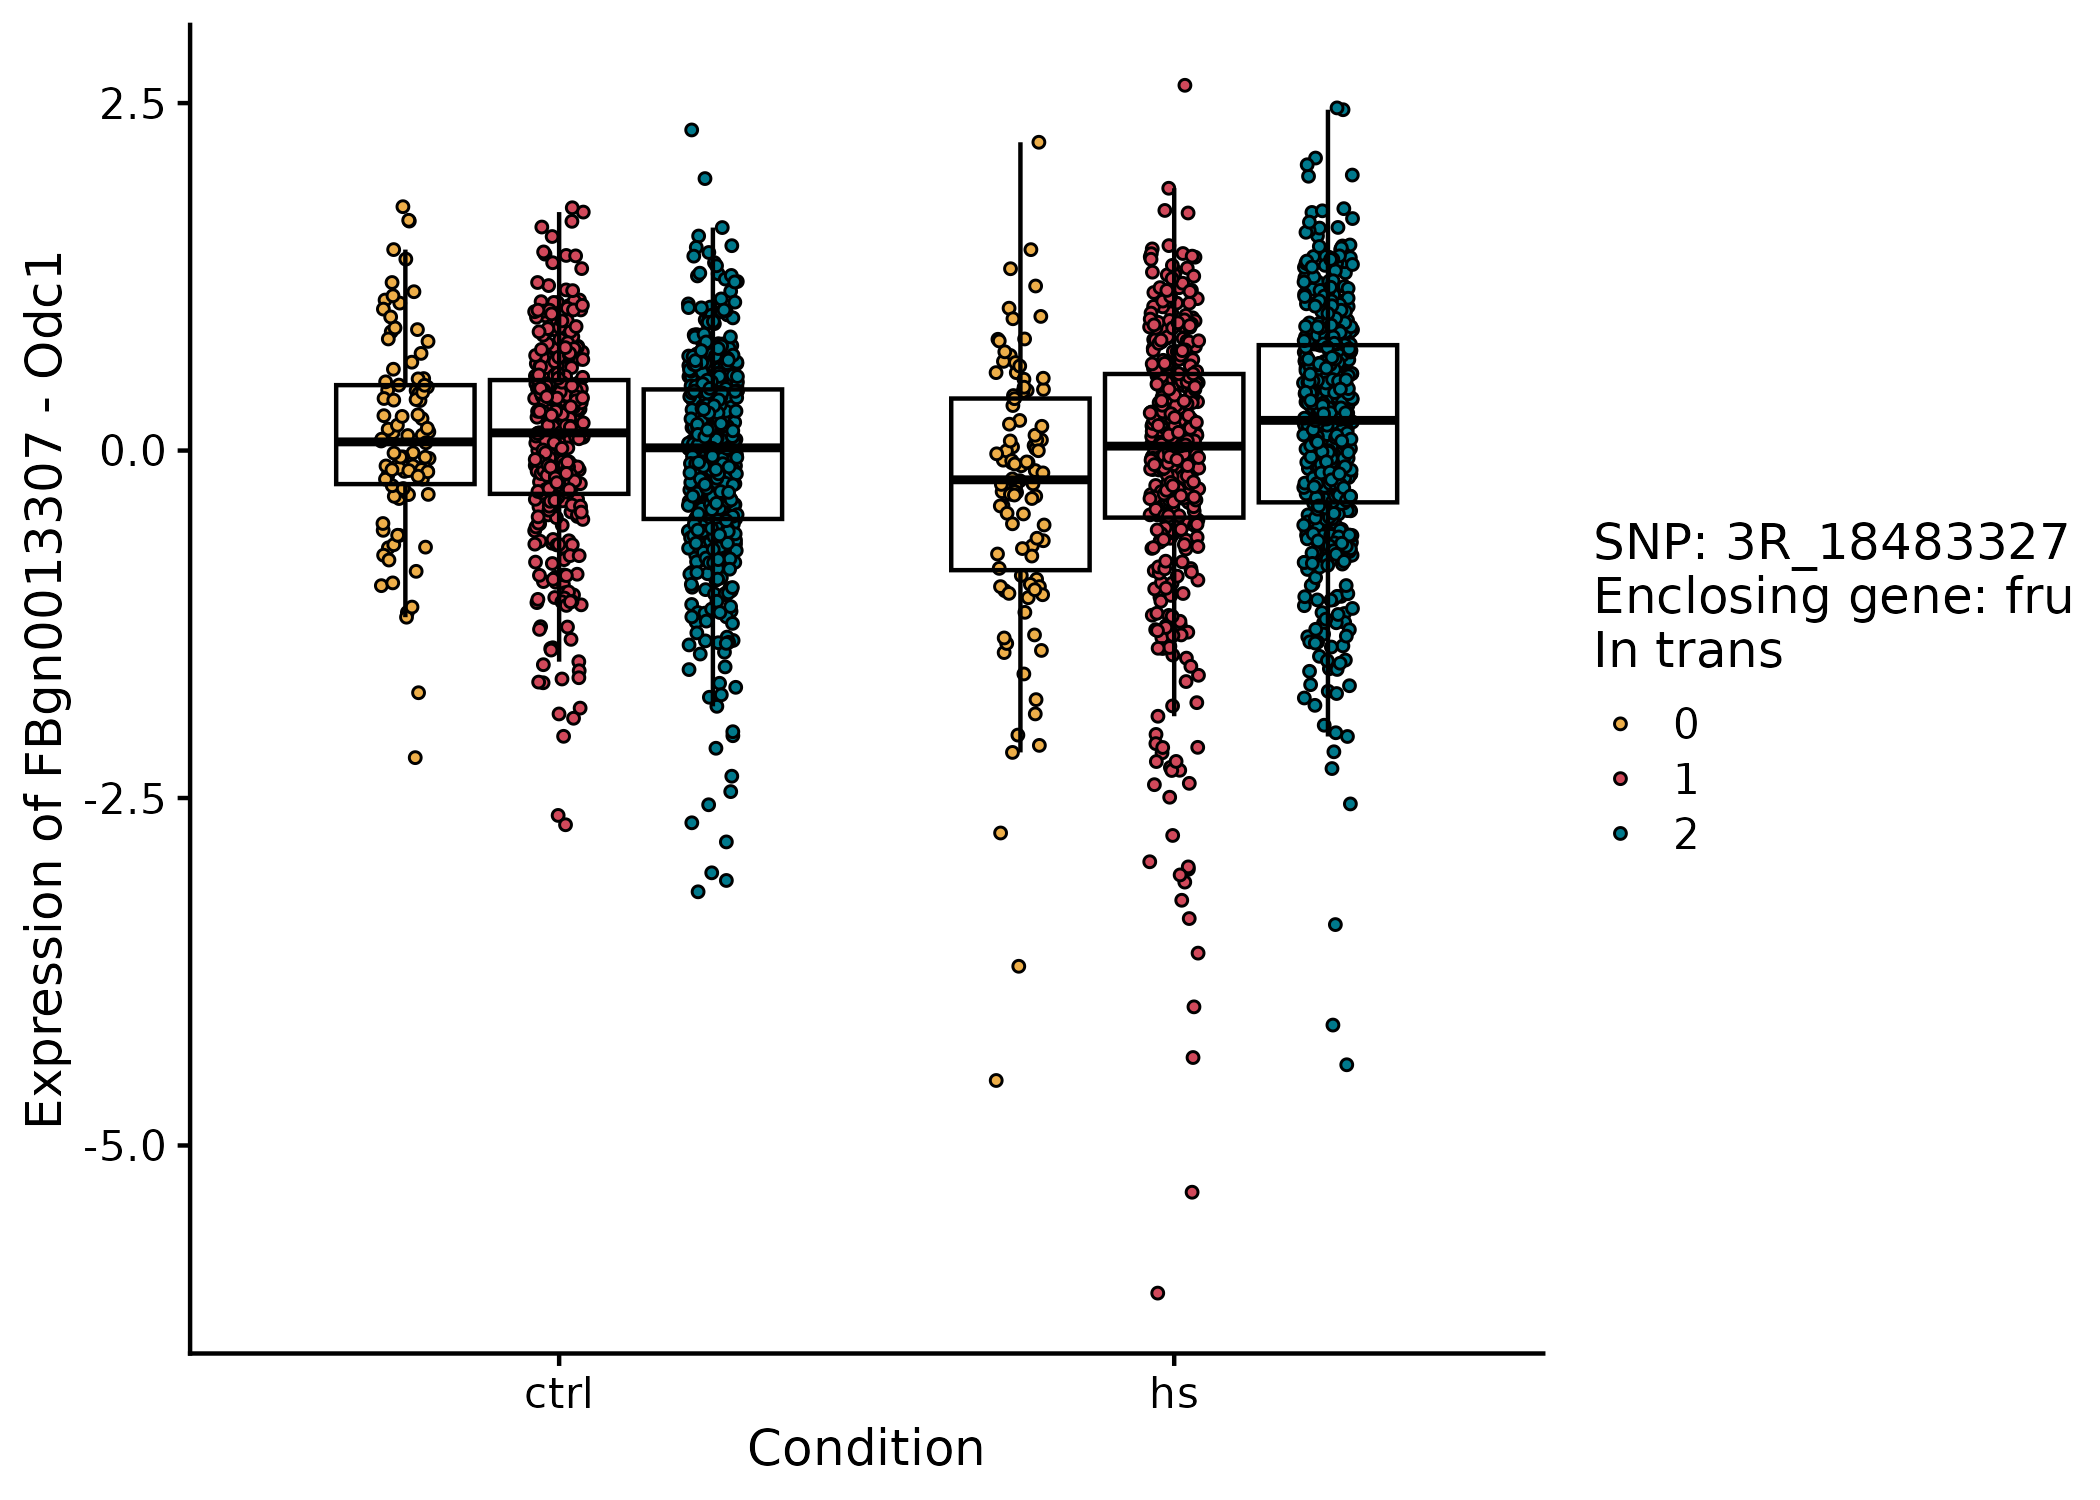 Expression of FBgn0013307 - Odc1
2.5
0.0
-2.5
-5.0
ctrl
hs
Condition
SNP: 3R_18483327
Enclosing gene: fru
In trans
0
1
2